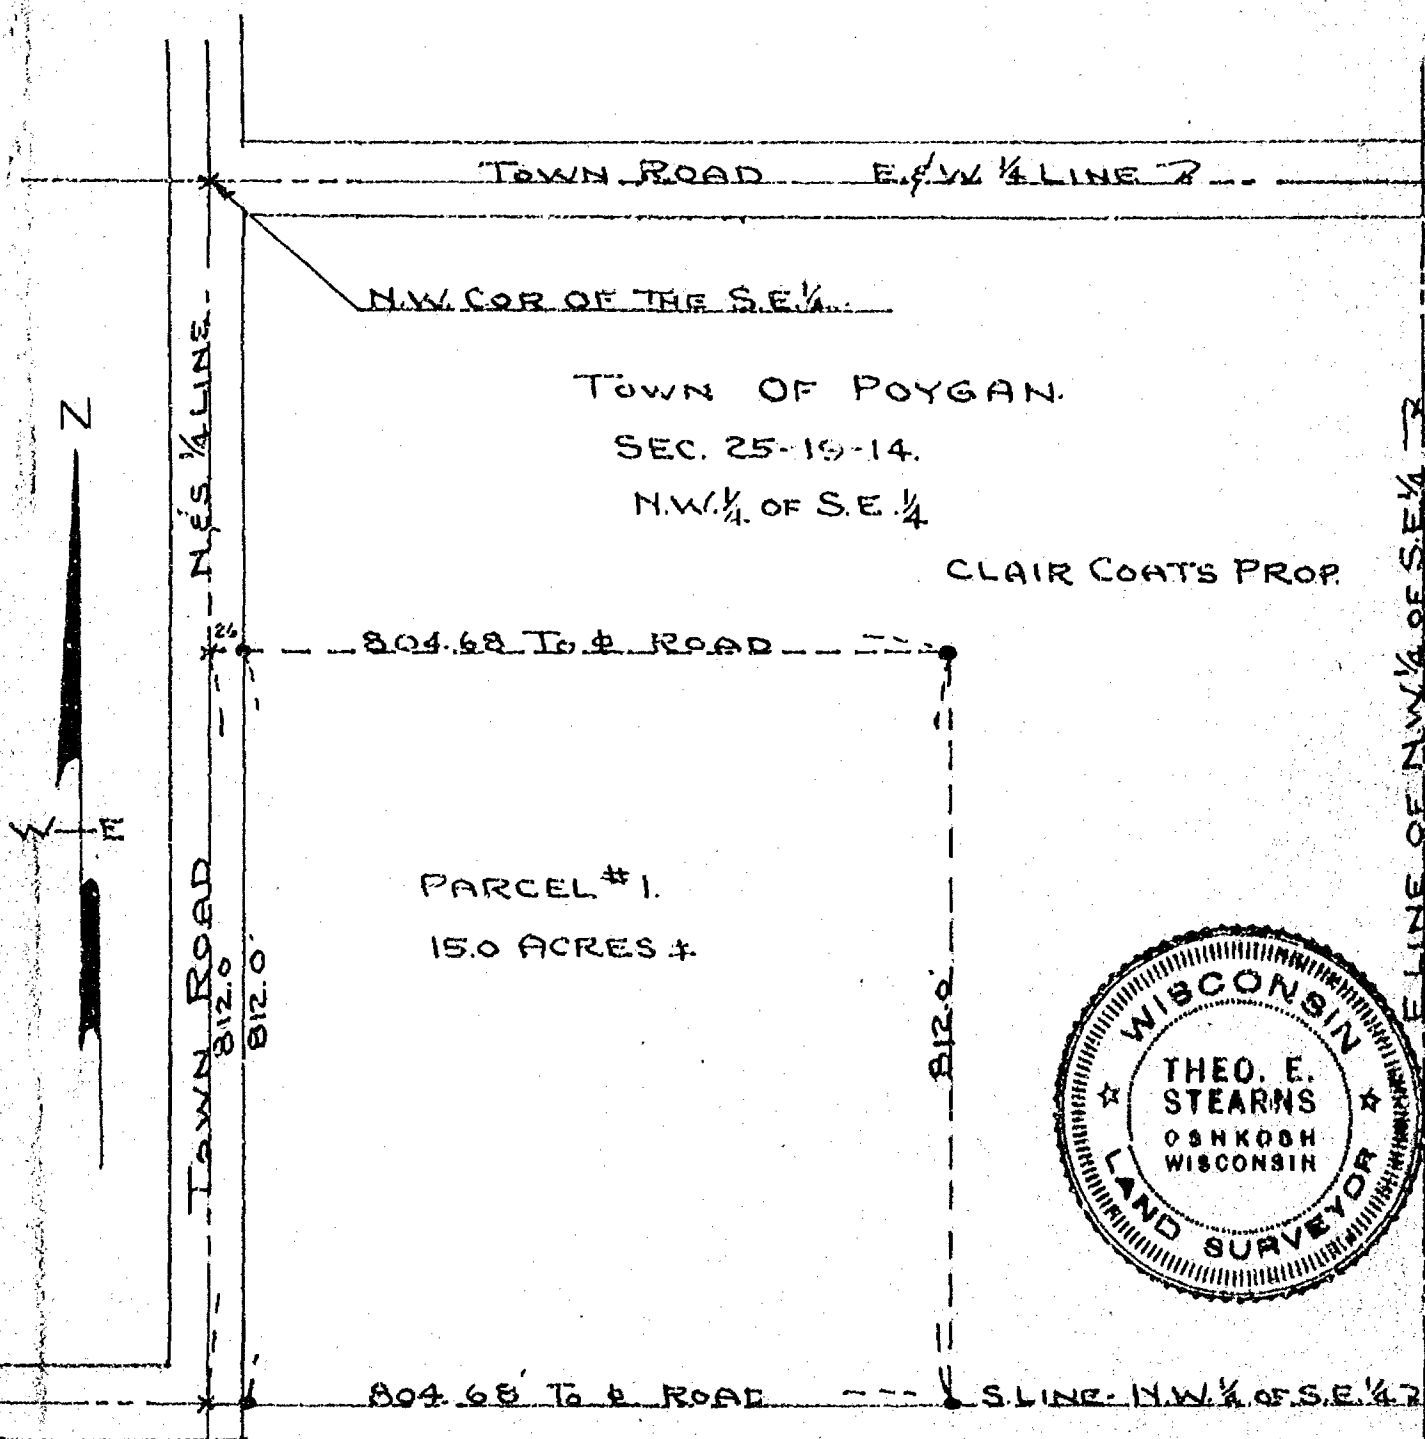 TOWN ROAD E.&W. ¼ LINE
N.W. COR OF THE S.E.¼
TOWN OF POYGAN.
SEC. 25-19-14.
N.W.¼ OF S.E.¼
CLAIR COATS PROP.
N
N.&S. ¼ LINE
804.68 To ℄ ROAD
W E
PARCEL #1.
15.0 ACRES ±
TOWN ROAD
812.0
812.0'
812.0'
E LINE OF N.W.¼ OF S.E.¼
WISCONSIN
THEO. E.
STEARNS
OSHKOSH
WISCONSIN
LAND SURVEYOR
804.68' To ℄ ROAD
S.LINE- N.W.¼ OF S.E.¼